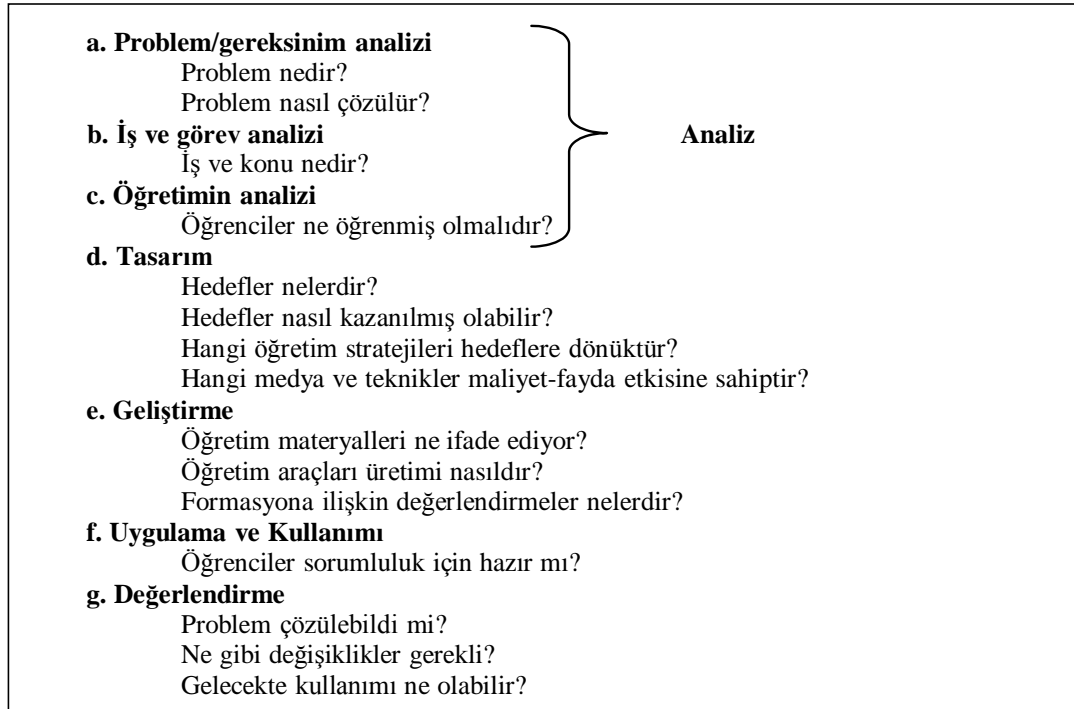 a. Problem/gereksinim analizi
Problem nedir?
Problem nasıl çözülür?
b. İş ve görev analizi
Analiz
İş ve konu nedir?
c. Öğretimin analizi
Öğrenciler ne öğrenmiş olmalıdır?
d. Tasarım
Hedefler nelerdir?
Hedefler nasıl kazanılmış olabilir?
Hangi öğretim stratejileri hedeflere dönüktür?
Hangi medya ve teknikler maliyet-fayda etkisine sahiptir?
e. Geliştirme
Öğretim materyalleri ne ifade ediyor?
Öğretim araçları üretimi nasıldır?
Formasyona ilişkin değerlendirmeler nelerdir?
f. Uygulama ve Kullanımı
Öğrenciler sorumluluk için hazır mı?
g. Değerlendirme
Problem çözülebildi mi?
Ne gibi değişiklikler gerekli?
Gelecekte kullanımı ne olabilir?